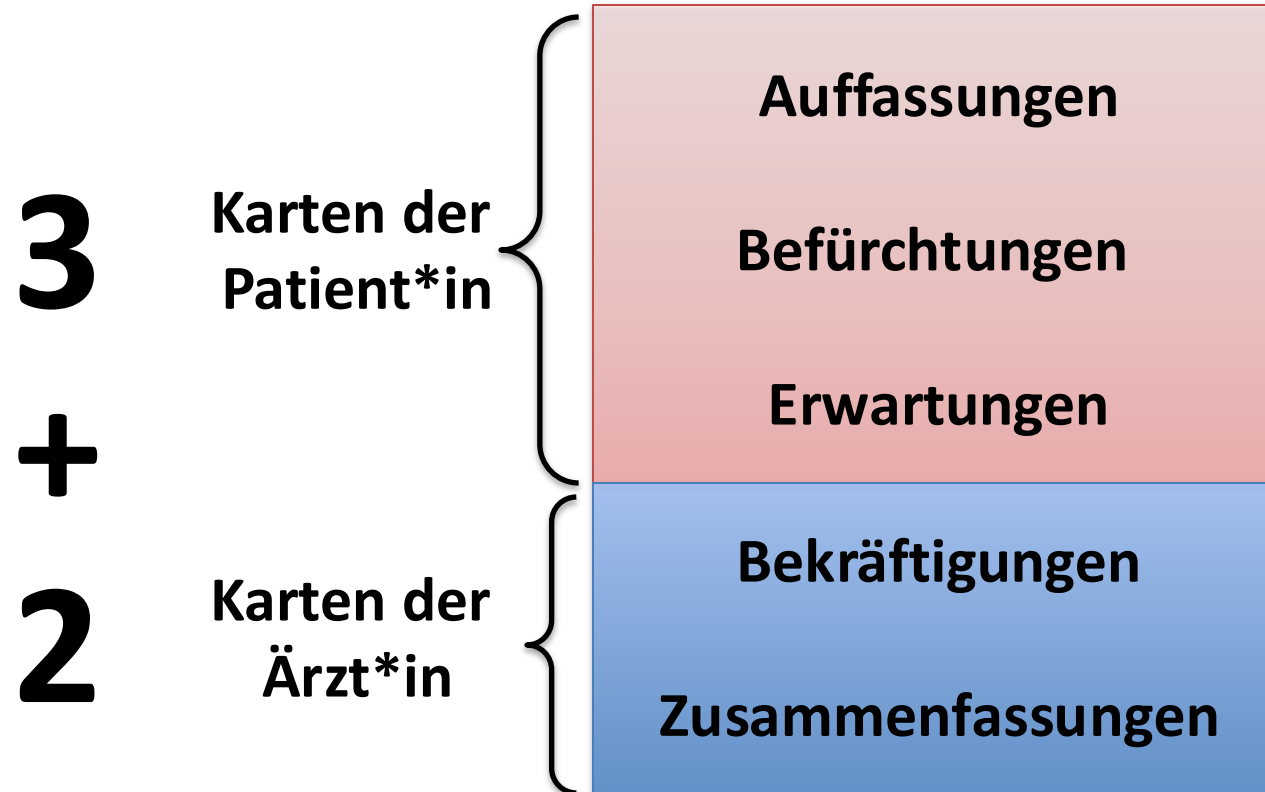 3
Karten der
Patient*in
Auffassungen
Befürchtungen
Erwartungen
+
2
Karten der
Ärzt*in
Bekräftigungen
Zusammenfassungen